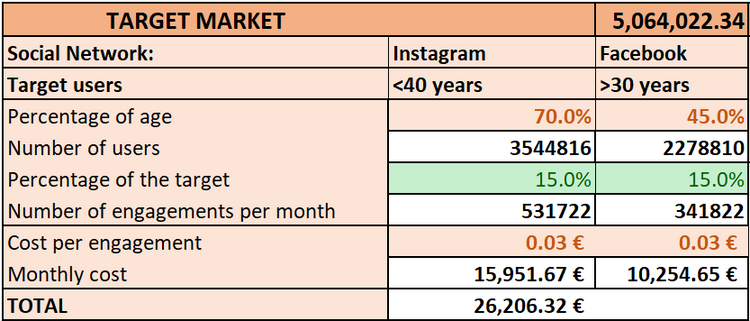 TARGET MARKET 5,064,022.34
Social Network: Instagram Facebook
Target users <40 years >30 years
Percentage of age 70.0% 45.0%
Number of users 3544816 2278810
Percentage of the target 15.0% 15.0%
Number of engagements per month 531722 341822
Cost per engagement 0.03 € 0.03 €
Monthly cost 15,951.67 € 10,254.65 €
TOTAL 26,206.32 €